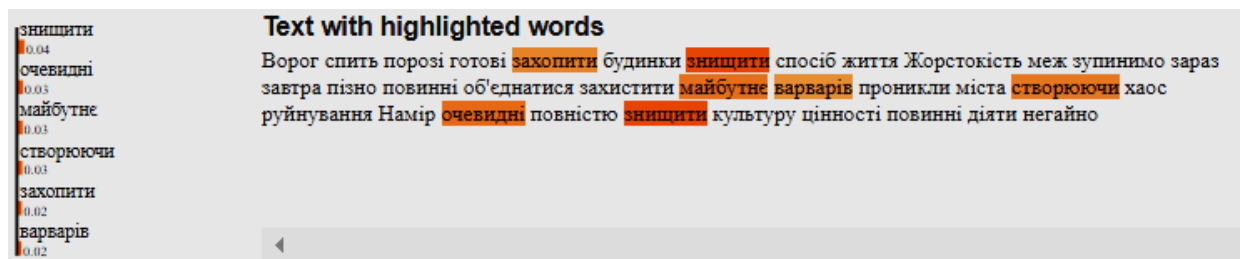 знищити
0.04
очевидні
0.03
майбутнє
0.03
створюючи
0.03
захопити
0.02
варварів
0.02
Text with highlighted words
Ворог спить порозі готові захопити будинки знищити спосіб життя Жорстокість меж зупинимо зараз
завтра пізно повинні об'єднатися захистити майбутнє варварів проникли міста створюючи хаос
руйнування Намір очевидні повністю знищити культуру цінності повинні діяти негайно